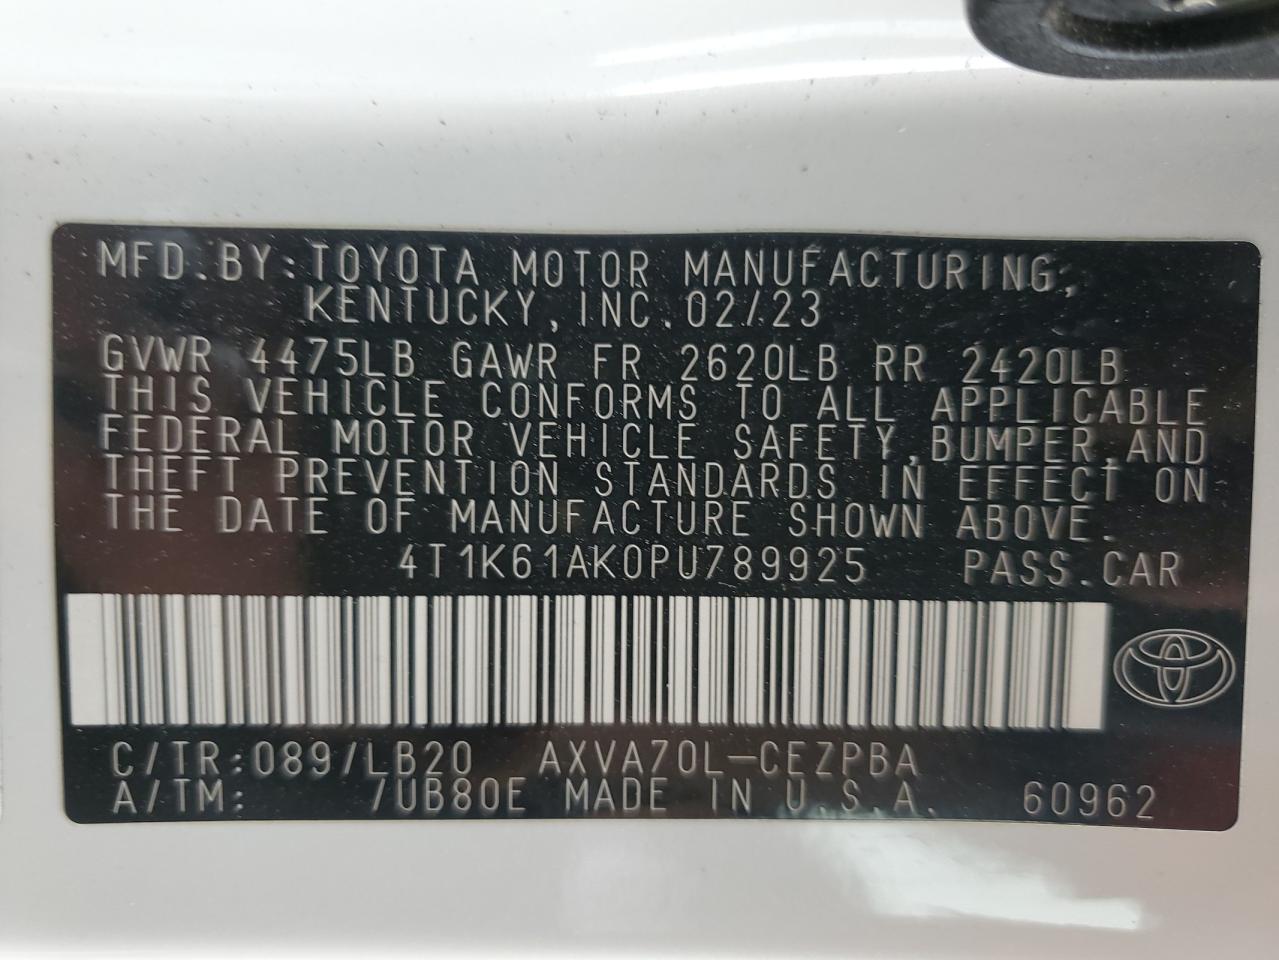 MFD.BY:TOYOTA MOTOR MANUFACTURING,
KENTUCKY,INC.02/23
GVWR 4475LB GAWR FR 2620LB RR 2420LB
THIS VEHICLE CONFORMS TO ALL APPLICABLE
FEDERAL MOTOR VEHICLE SAFETY,BUMPER,AND
THEFT PREVENTION STANDARDS IN EFFECT ON
THE DATE OF MANUFACTURE SHOWN ABOVE.
4T1K61AK0PU789925 PASS.CAR
C/TR:089/LB20 AXVA70L-CEZPBA
A/TM: /UB80E MADE IN U.S.A. 60962